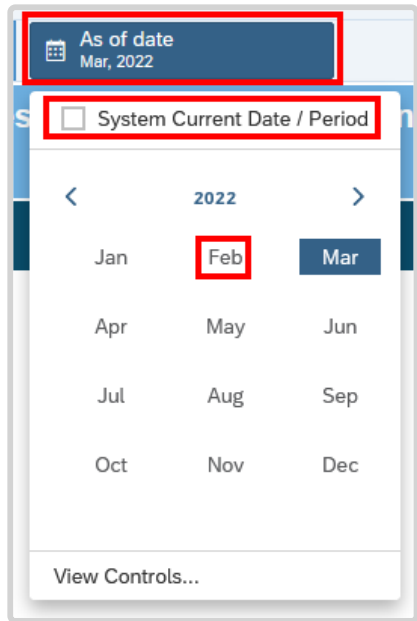 As of date
Mar, 2022
s
System Current Date / Period
n
2022
Jan Feb Mar
Apr May Jun
Jul Aug Sep
Oct Nov Dec
View Controls...